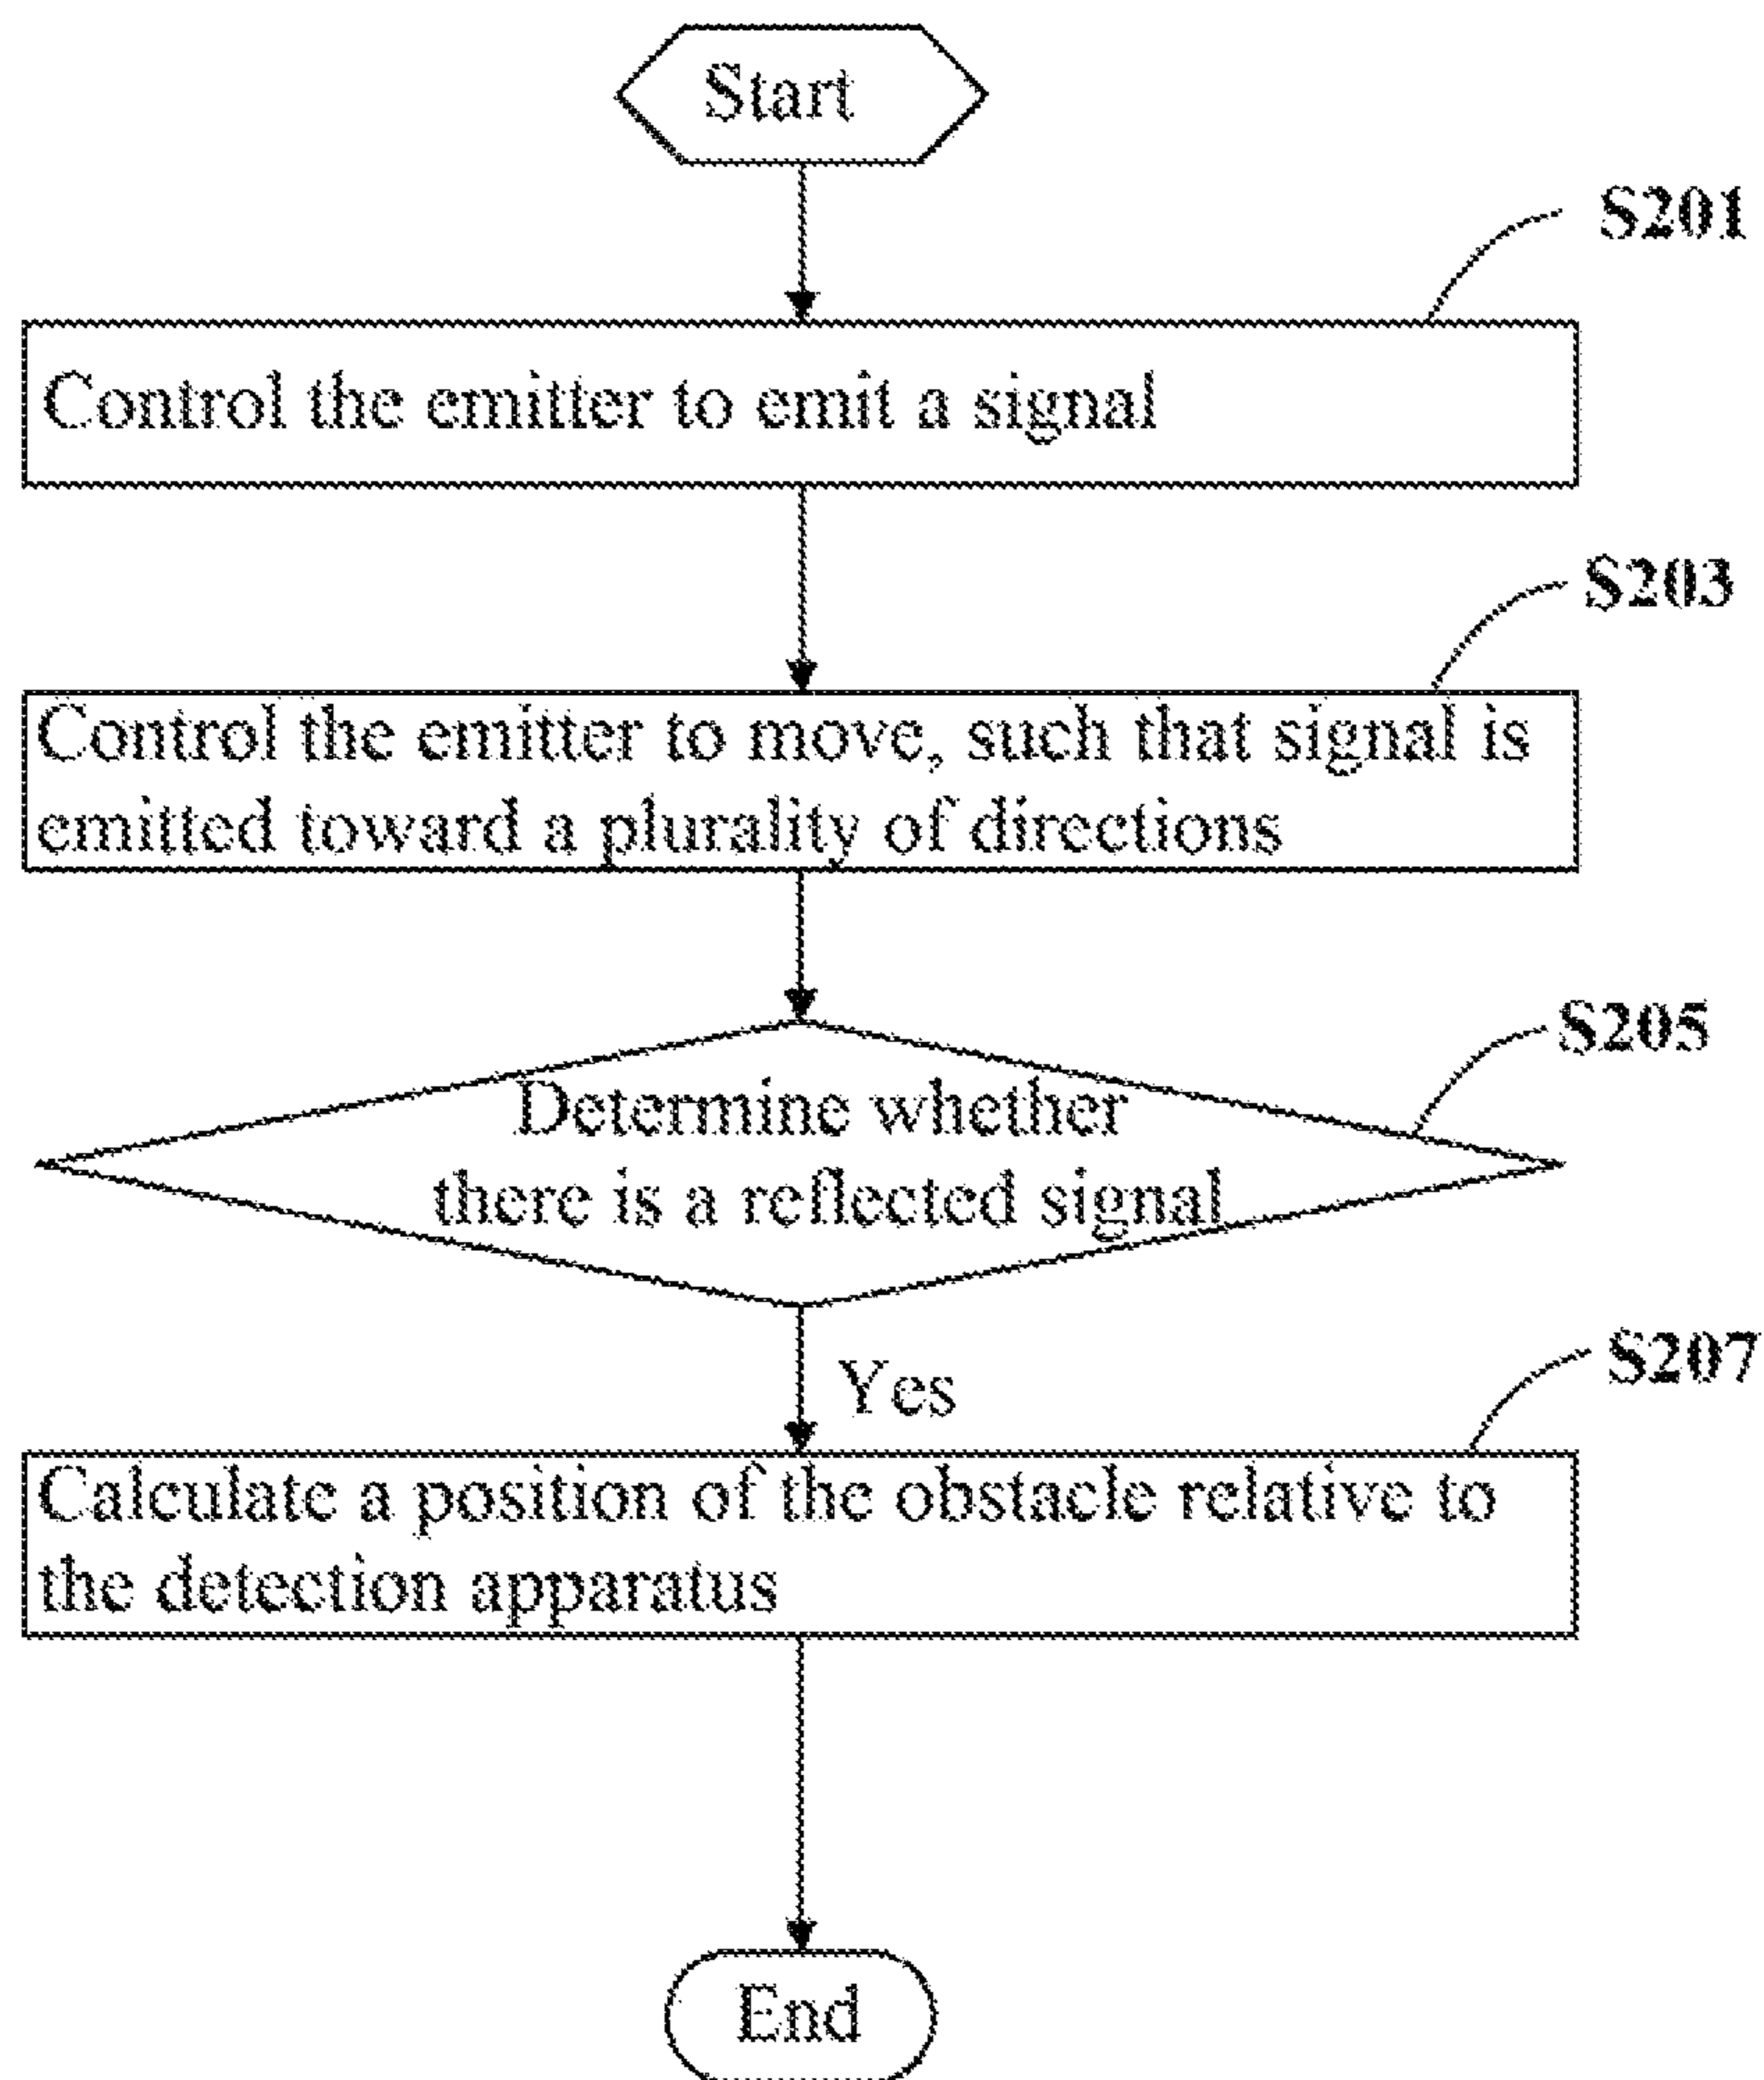 Start
S201
Control the emitter to emit a signal
S203
Control the emitter to move, such that signal is
emitted toward a plurality of directions
S205
Determine whether
there is a reflected signal
Yes
S207
Calculate a position of the obstacle relative to
the detection apparatus
End